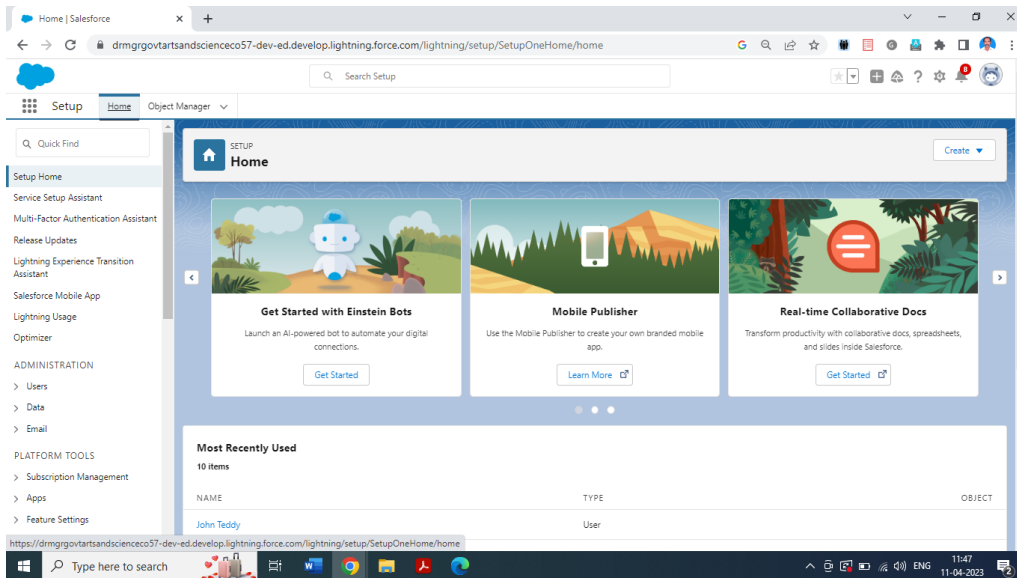 Home | Salesforce
drmgrgovtartsandscienceco57-dev-ed.develop.lightning.force.com/lightning/setup/SetupOneHome/home
Search Setup
8
Setup
Home
Object Manager
Quick Find
Setup Home
Service Setup Assistant
Multi-Factor Authentication Assistant
Release Updates
Lightning Experience Transition
Assistant
Salesforce Mobile App
Lightning Usage
Optimizer
ADMINISTRATION
Users
Data
Email
PLATFORM TOOLS
Subscription Management
Apps
Feature Settings
SETUP
Home
Create
Get Started with Einstein Bots
Launch an AI-powered bot to automate your digital
connections.
Get Started
Mobile Publisher
Use the Mobile Publisher to create your own branded mobile
app.
Learn More
Real-time Collaborative Docs
Transform productivity with collaborative docs, spreadsheets,
and slides inside Salesforce.
Get Started
Most Recently Used
10 items
NAME TYPE OBJECT
John Teddy User
https://drmgrgovtartsandscienceco57-dev-ed.develop.lightning.force.com/lightning/setup/SetupOneHome/home
Type here to search
ENG
11:47
11-04-2023
2